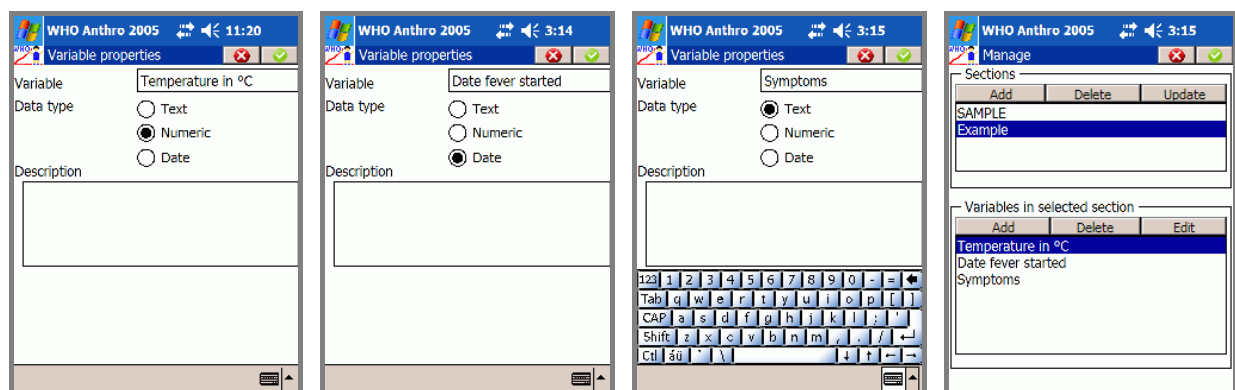 WHO Anthro 2005 11:20
Variable properties
Variable Temperature in ºC
Data type Text
Numeric
Date
Description
WHO Anthro 2005 3:14
Variable properties
Variable Date fever started
Data type Text
Numeric
Date
Description
WHO Anthro 2005 3:15
Variable properties
Variable Symptoms
Data type Text
Numeric
Date
Description
123 1 2 3 4 5 6 7 8 9 0 - =
Tab q w e r t y u i o p [ ]
CAP a s d f g h j k l ; '
Shift z x c v b n m , . /
Ctl áü ` \
WHO Anthro 2005 3:15
Manage
Sections
Add Delete Update
SAMPLE
Example
Variables in selected section
Add Delete Edit
Temperature in ºC
Date fever started
Symptoms